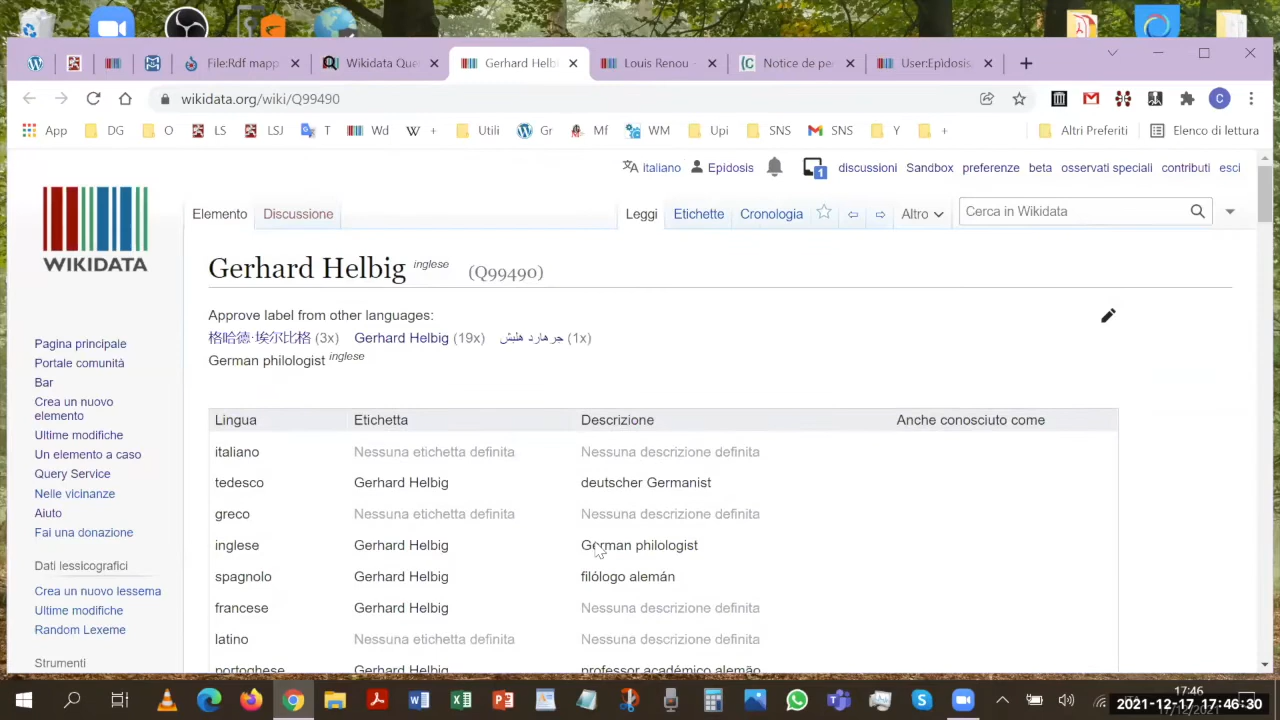 File:Rdf mapp
Wikidata Que
Gerhard Helb
Louis Renou
Notice de pe
User:Epìdosis
wikidata.org/wiki/Q99490
App DG O LS LSJ T Wd + Utili Gr Mf WM Upi SNS SNS Y + Altri Preferiti Elenco di lettura
italiano Epìdosis 1 discussioni Sandbox preferenze beta osservati speciali contributi esci
Elemento Discussione Leggi Etichette Cronologia Altro Cerca in Wikidata
WIKIDATA
Gerhard Helbig inglese (Q99490)
Approve label from other languages:
格哈德·埃尔比格 (3x) Gerhard Helbig (19x) (1x)
German philologist inglese
Pagina principale
Portale comunità
Bar
Crea un nuovo
elemento
Ultime modifiche
Un elemento a caso
Query Service
Nelle vicinanze
Aiuto
Fai una donazione
Dati lessicografici
Crea un nuovo lessema
Ultime modifiche
Random Lexeme
Strumenti
Lingua Etichetta Descrizione Anche conosciuto come
italiano Nessuna etichetta definita Nessuna descrizione definita
tedesco Gerhard Helbig deutscher Germanist
greco Nessuna etichetta definita Nessuna descrizione definita
inglese Gerhard Helbig German philologist
spagnolo Gerhard Helbig filólogo alemán
francese Gerhard Helbig Nessuna descrizione definita
latino Nessuna etichetta definita Nessuna descrizione definita
portoghese Gerhard Helbig professor académico alemão
17:46
2021-12-17 17:46:30